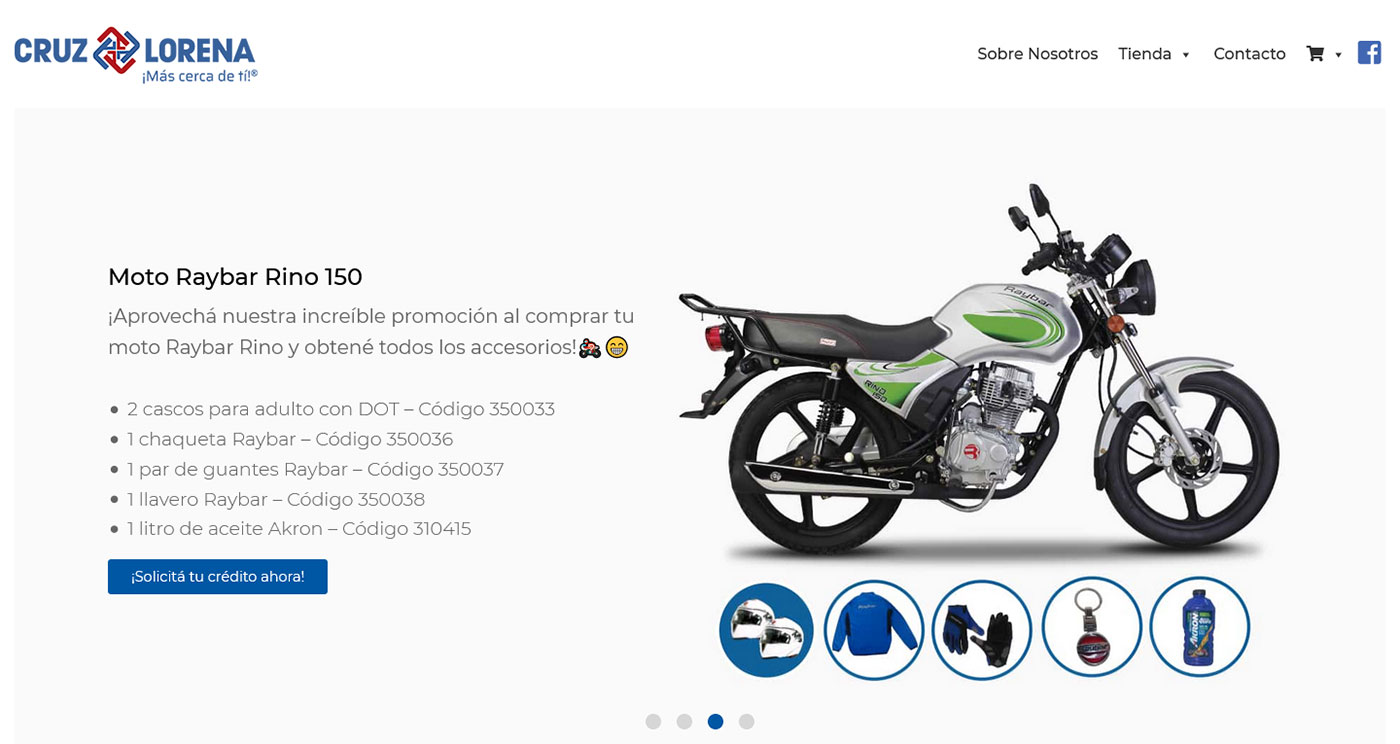 CRUZ LORENA
¡Más cerca de tí!®
Sobre Nosotros Tienda Contacto
Moto Raybar Rino 150
¡Aprovechá nuestra increíble promoción al comprar tu
moto Raybar Rino y obtené todos los accesorios!🏍️😁
• 2 cascos para adulto con DOT – Código 350033
• 1 chaqueta Raybar – Código 350036
• 1 par de guantes Raybar – Código 350037
• 1 llavero Raybar – Código 350038
• 1 litro de aceite Akron – Código 310415
¡Solicitá tu crédito ahora!
Raybar
RINO
150
AKRON